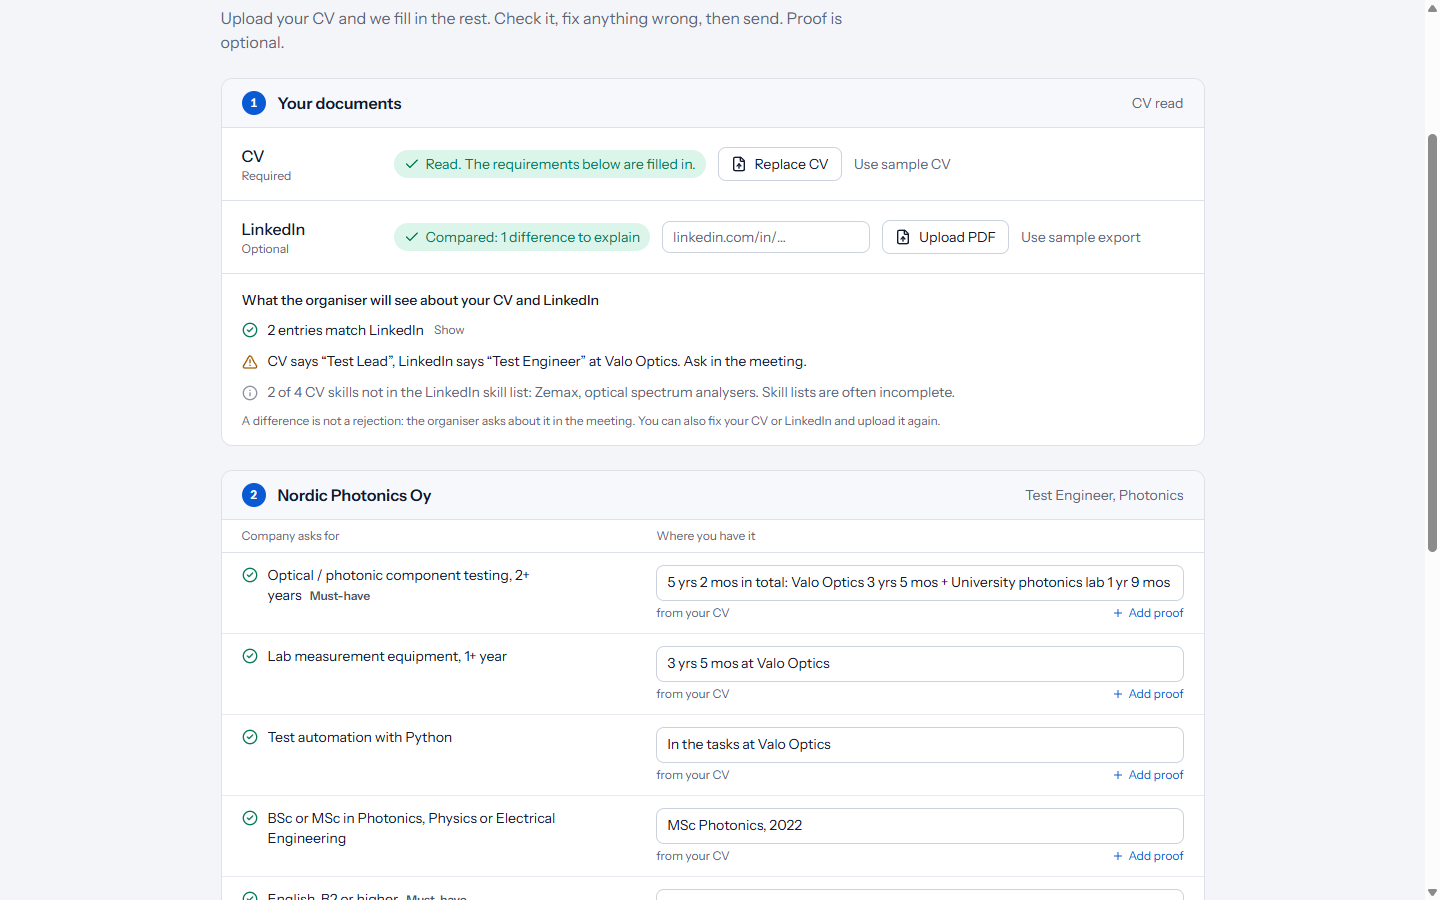 Upload your CV and we fill in the rest. Check it, fix anything wrong, then send. Proof is
optional.
1 Your documents CV read
CV
Required
Read. The requirements below are filled in. Replace CV Use sample CV
LinkedIn
Optional
Compared: 1 difference to explain linkedin.com/in/... Upload PDF Use sample export
What the organiser will see about your CV and LinkedIn
2 entries match LinkedIn Show
CV says “Test Lead”, LinkedIn says “Test Engineer” at Valo Optics. Ask in the meeting.
2 of 4 CV skills not in the LinkedIn skill list: Zemax, optical spectrum analysers. Skill lists are often incomplete.
A difference is not a rejection: the organiser asks about it in the meeting. You can also fix your CV or LinkedIn and upload it again.
2 Nordic Photonics Oy Test Engineer, Photonics
Company asks for Where you have it
Optical / photonic component testing, 2+
years Must-have
5 yrs 2 mos in total: Valo Optics 3 yrs 5 mos + University photonics lab 1 yr 9 mos
from your CV + Add proof
Lab measurement equipment, 1+ year
3 yrs 5 mos at Valo Optics
from your CV + Add proof
Test automation with Python
In the tasks at Valo Optics
from your CV + Add proof
BSc or MSc in Photonics, Physics or Electrical
Engineering
MSc Photonics, 2022
from your CV + Add proof
English, B2 or higher Must-have